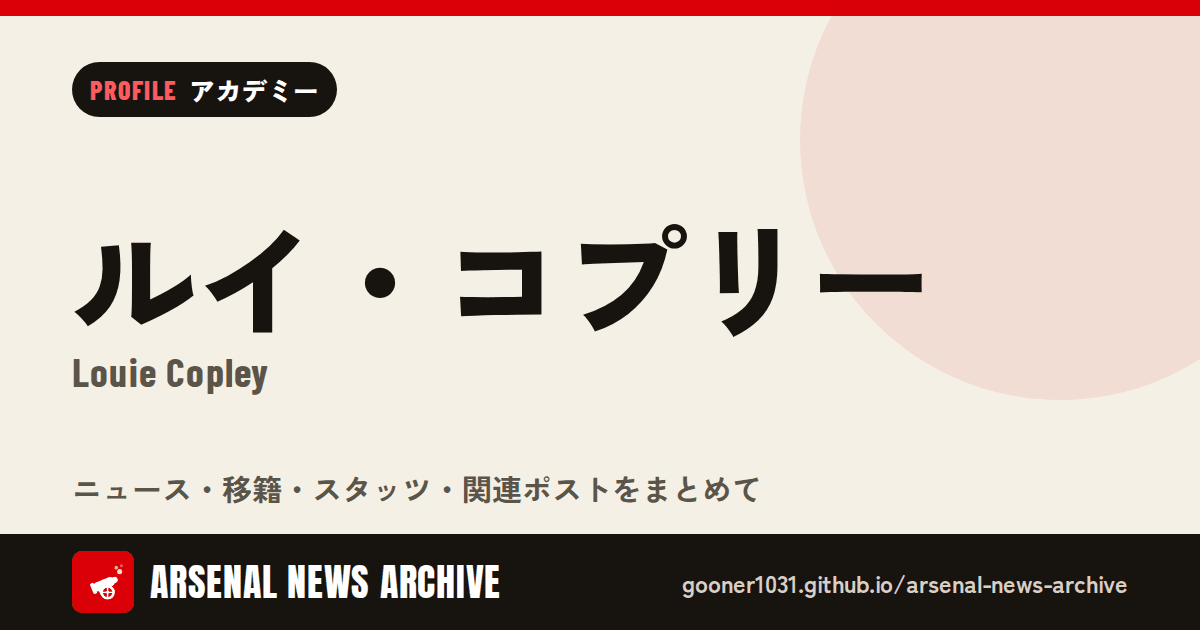 PROFILE アカデミー
ルイ・コプリー
Louie Copley
ニュース・移籍・スタッツ・関連ポストをまとめて
ARSENAL NEWS ARCHIVE
gooner1031.github.io/arsenal-news-archive